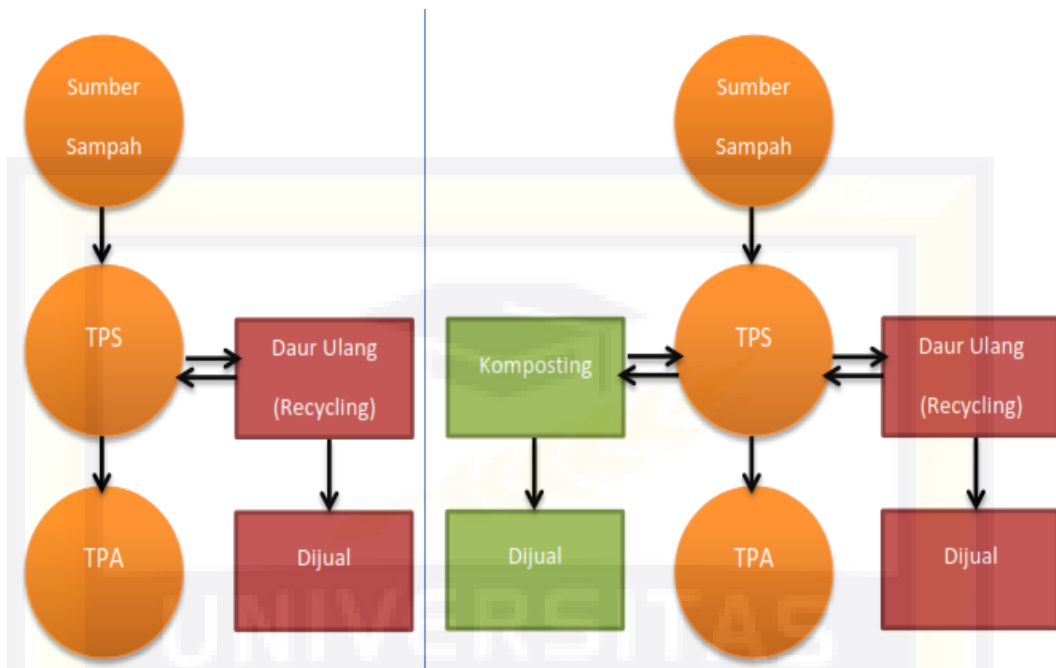 Sumber
Sampah
TPS
Daur Ulang
(Recycling)
TPA
Dijual
Sumber
Sampah
Komposting
TPS
Daur Ulang
(Recycling)
Dijual
TPA
Dijual
UNIVERSITAS